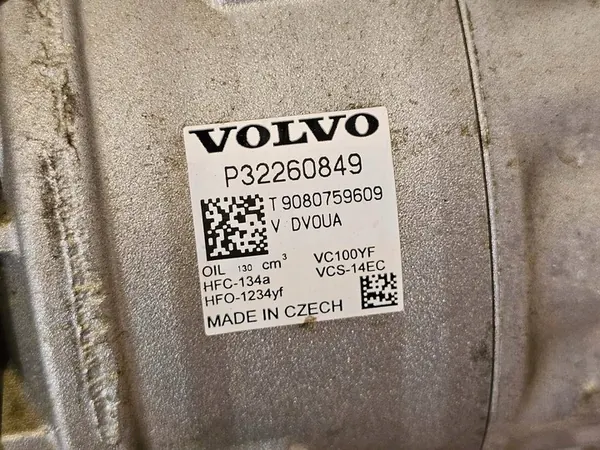 VOLVO
P32260849
T 9080759609
V DV0UA
OIL 130 cm³ VC100YF
HFC-134a VCS-14EC
HFO-1234yf
MADE IN CZECH